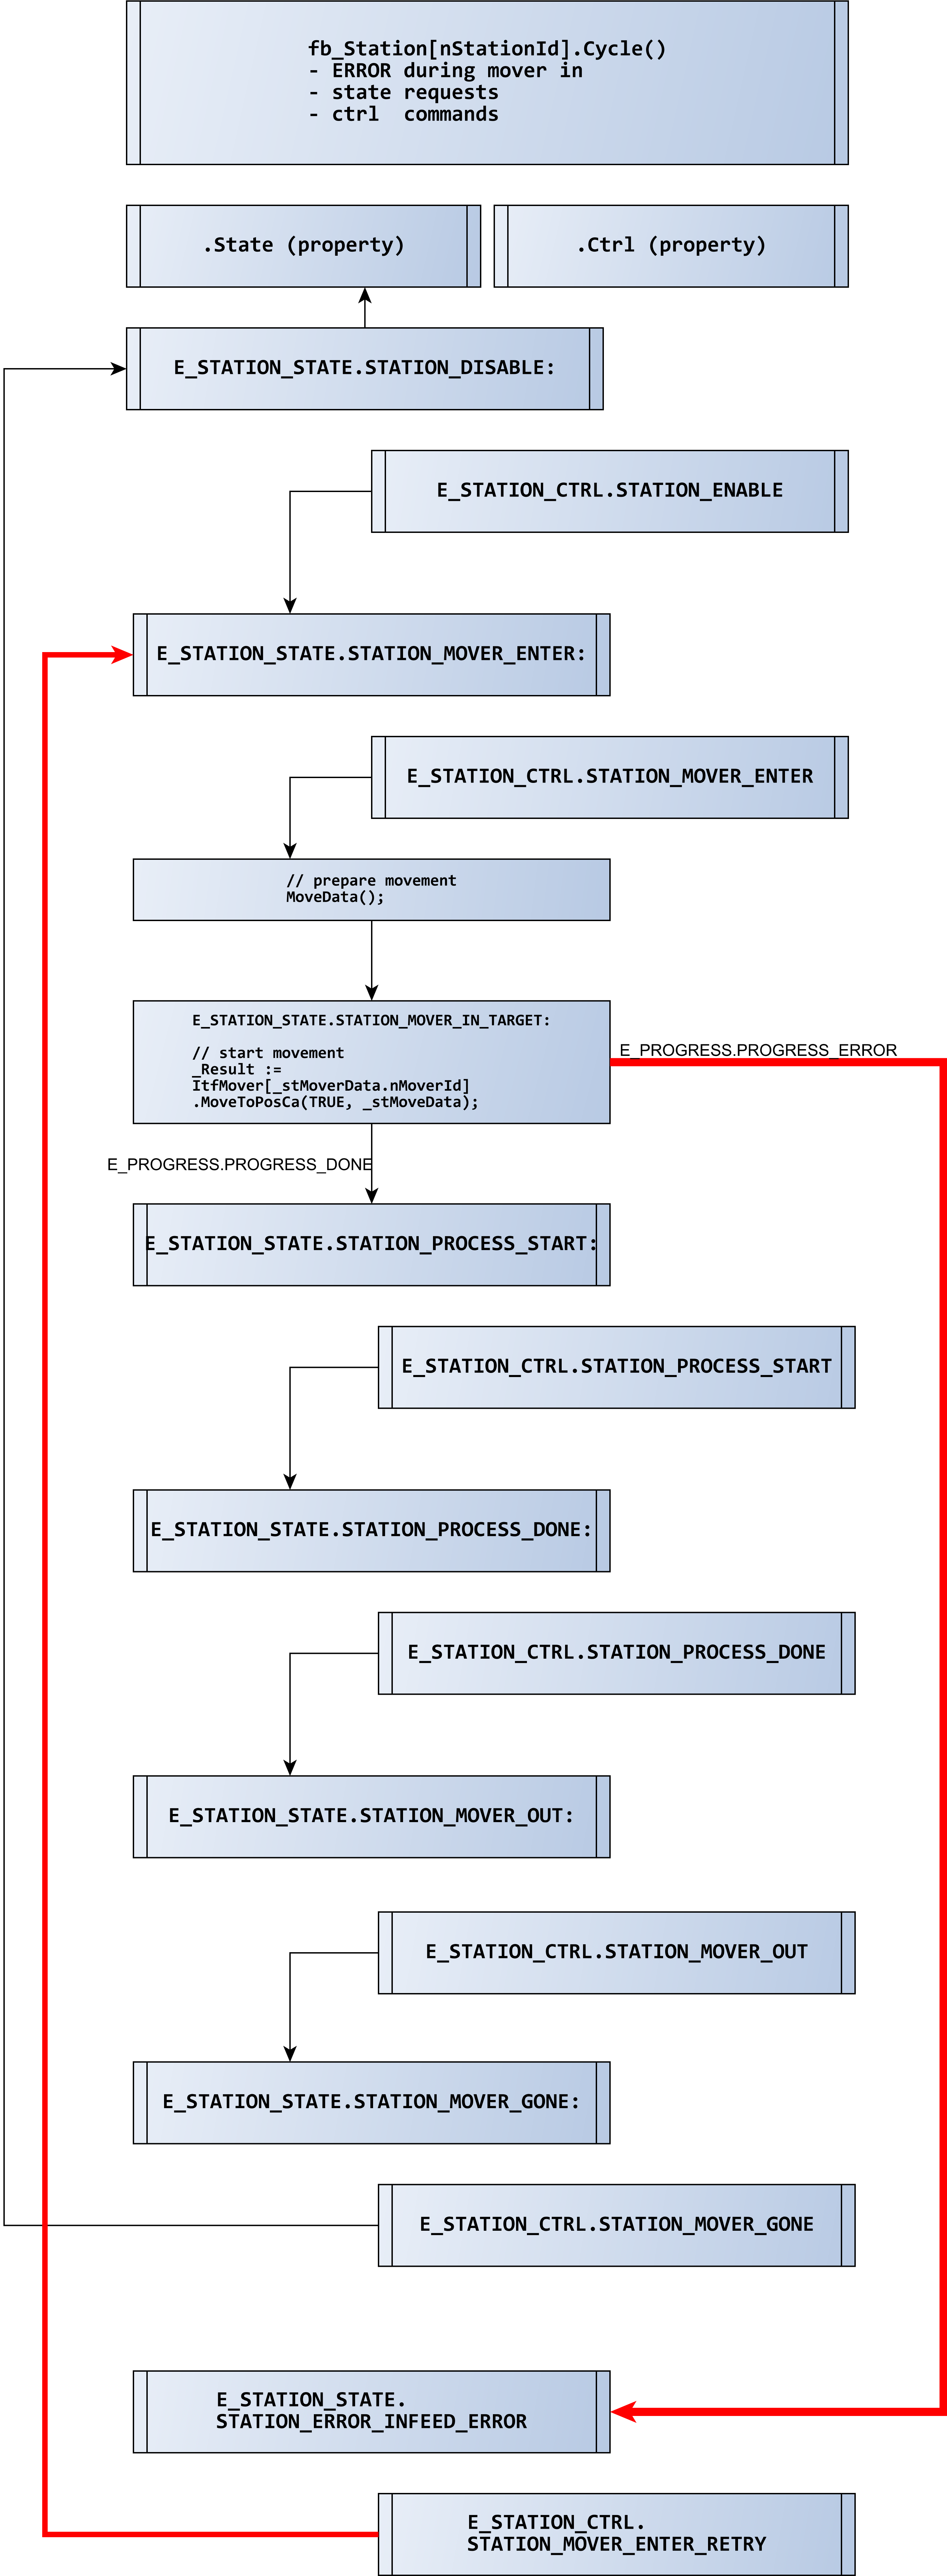 fb_Station[nStationId].Cycle()
- ERROR during mover in
- state requests
- ctrl  commands
.State (property)
.Ctrl (property)
E_STATION_STATE.STATION_DISABLE:
E_STATION_CTRL.STATION_ENABLE
E_STATION_STATE.STATION_MOVER_ENTER:
E_STATION_CTRL.STATION_MOVER_ENTER
// prepare movement
MoveData();
E_STATION_STATE.STATION_MOVER_IN_TARGET:
// start movement
_Result :=
ItfMover[_stMoverData.nMoverId]
.MoveToPosCa(TRUE, _stMoveData);
E_PROGRESS.PROGRESS_ERROR
E_PROGRESS.PROGRESS_DONE
E_STATION_STATE.STATION_PROCESS_START:
E_STATION_CTRL.STATION_PROCESS_START
E_STATION_STATE.STATION_PROCESS_DONE:
E_STATION_CTRL.STATION_PROCESS_DONE
E_STATION_STATE.STATION_MOVER_OUT:
E_STATION_CTRL.STATION_MOVER_OUT
E_STATION_STATE.STATION_MOVER_GONE:
E_STATION_CTRL.STATION_MOVER_GONE
E_STATION_STATE.
STATION_ERROR_INFEED_ERROR
E_STATION_CTRL.
STATION_MOVER_ENTER_RETRY